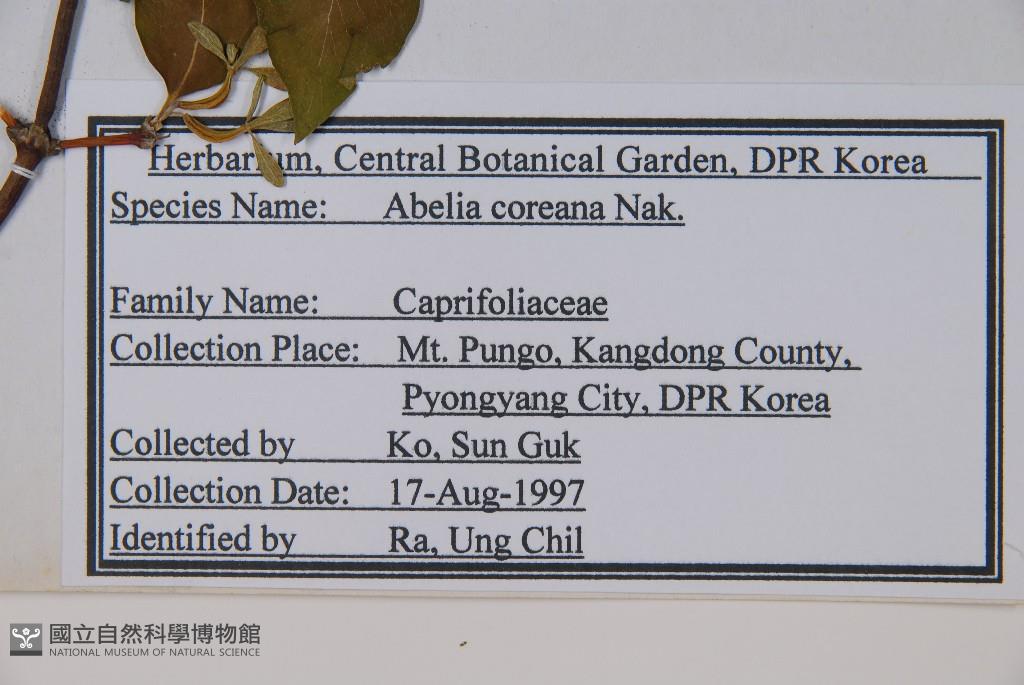 Herbarium, Central Botanical Garden, DPR Korea
Species Name: Abelia coreana Nak.
Family Name: Caprifoliaceae
Collection Place: Mt. Pungo, Kangdong County,
Pyongyang City, DPR Korea
Collected by Ko, Sun Guk
Collection Date: 17-Aug-1997
Identified by Ra, Ung Chil
國立自然科學博物館
NATIONAL MUSEUM OF NATURAL SCIENCE